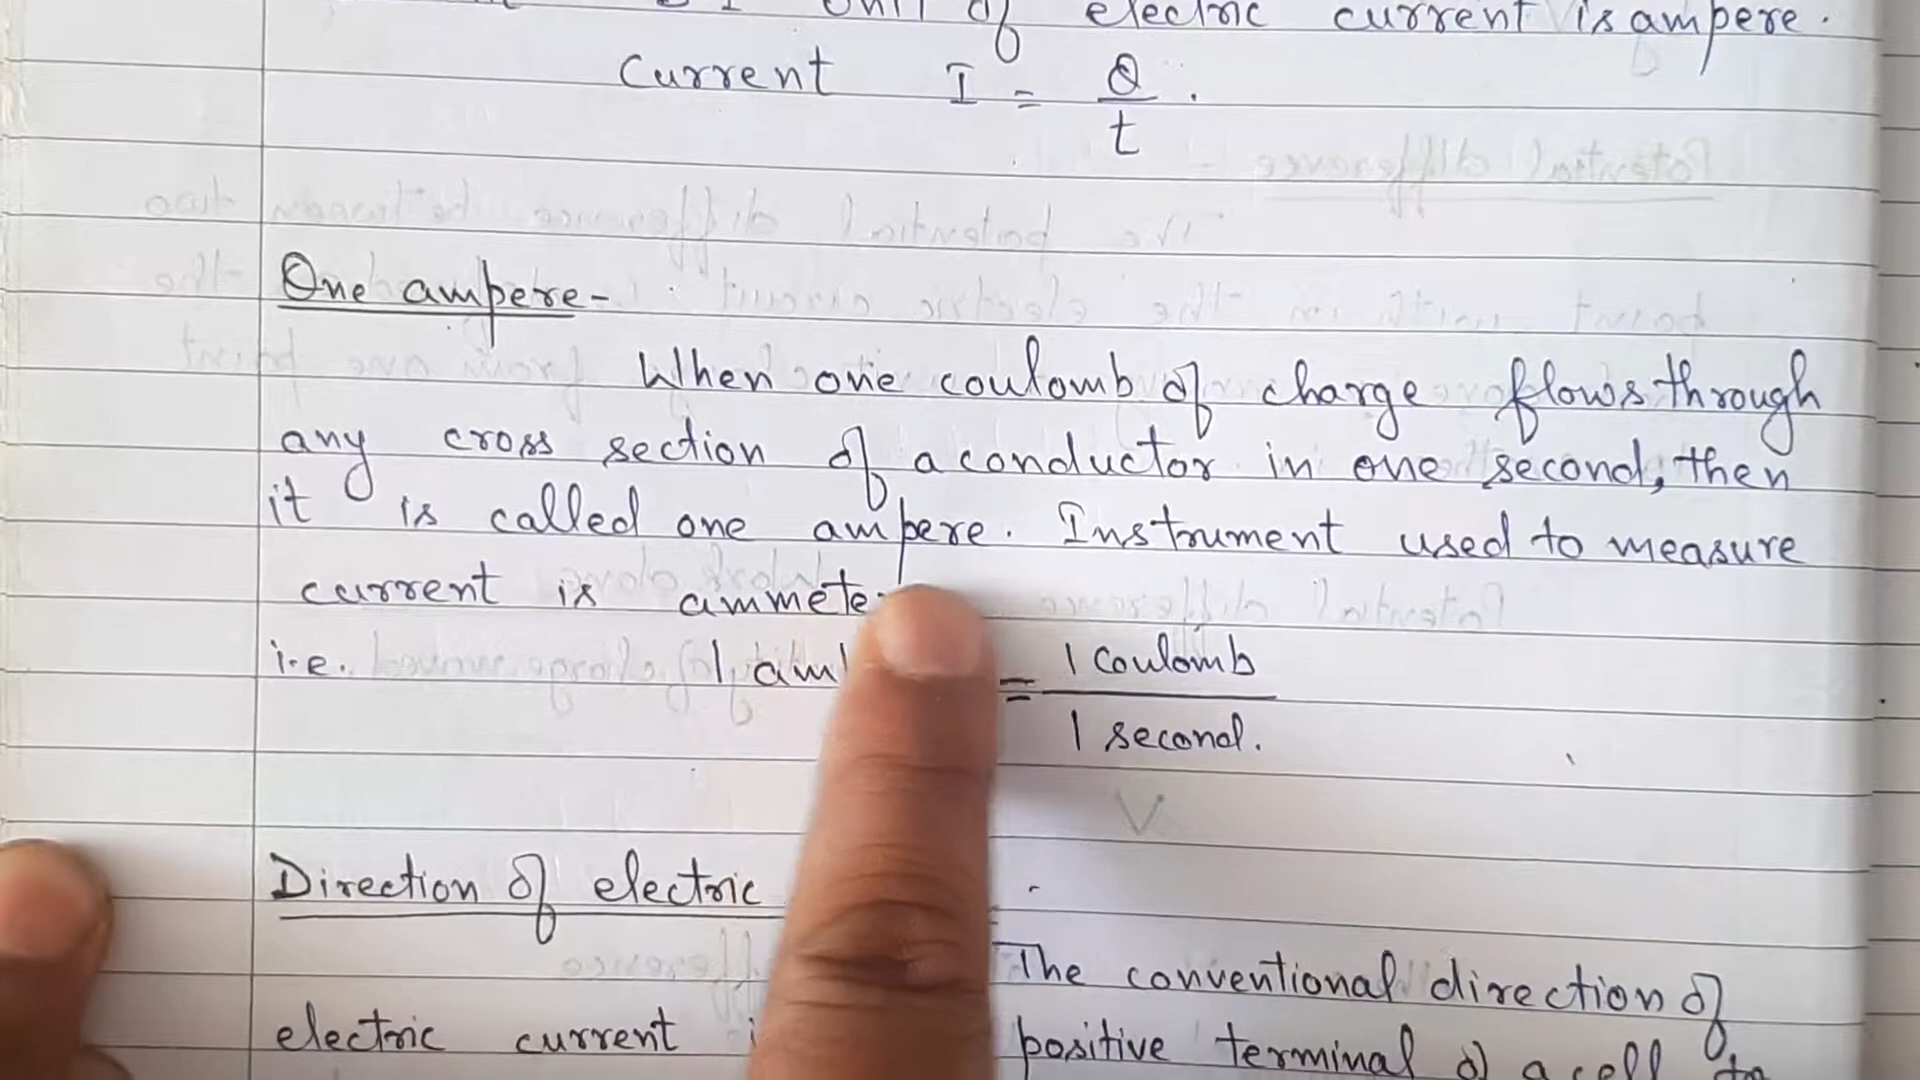 Unit of electric current is ampere.
Current I = Q/t.
One ampere-
When one coulomb of charge flows through
any cross section of a conductor in one second, then
it is called one ampere. Instrument used to measure
current is ammete
i.e. 1 am = 1 Coulomb / 1 second.
Direction of electric
The conventional direction of
electric current positive terminal of a cell to